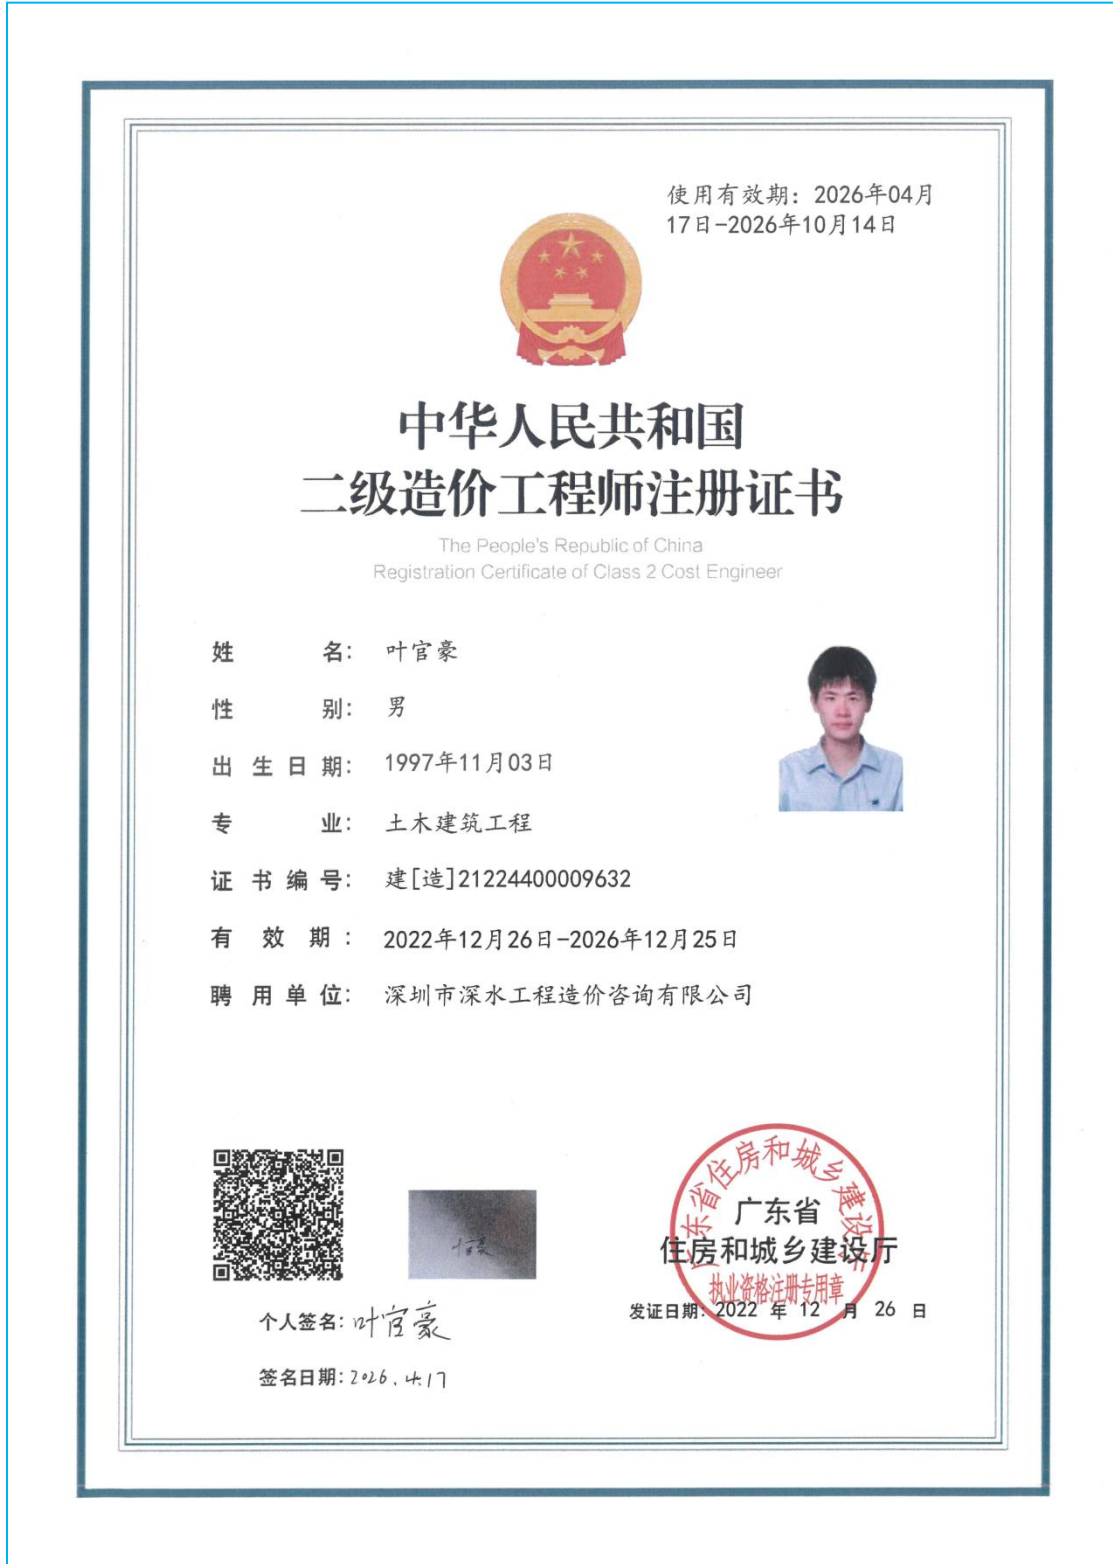 使用有效期：2026年04月
17日-2026年10月14日
中华人民共和国
二级造价工程师注册证书
The People's Republic of China
Registration Certificate of Class 2 Cost Engineer
姓 名： 叶官豪
性 别： 男
出生日期： 1997年11月03日
专 业： 土木建筑工程
证书编号： 建[造]21224400009632
有 效 期： 2022年12月26日-2026年12月25日
聘用单位： 深圳市深水工程造价咨询有限公司
广东省住房和城乡建设厅
广东省
住房和城乡建设厅
执业资格注册专用章
发证日期：2022 年 12 月 26 日
叶官豪
个人签名：叶官豪
签名日期：2026.4.17